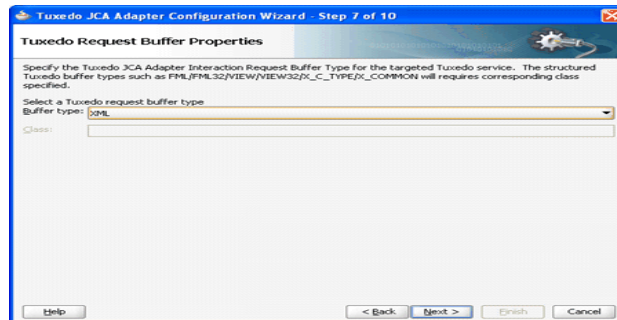 Tuxedo JCA Adapter Configuration Wizard - Step 7 of 10
Tuxedo Request Buffer Properties
Specify the Tuxedo JCA Adapter Interaction Request Buffer Type for the targeted Tuxedo service. The structured
Tuxedo buffer types such as FML/FML32/VIEW/VIEW32/X_C_TYPE/X_COMMON will requires corresponding class
specified.
Select a Tuxedo request buffer type
Buffer type: XML
Class:
Help < Back Next > Finish Cancel